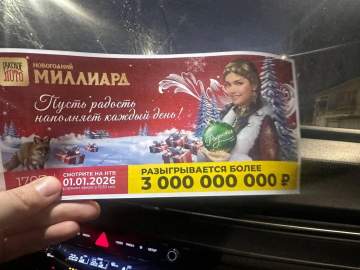 РУССКОЕ
ЛОТО
НОВОГОДНИЙ
МИЛЛИАРД
Пусть радость
наполняет каждый день!
Радость
СМОТРИТЕ НА НТВ
01.01.2026
РАЗЫГРЫВАЕТСЯ БОЛЕЕ
3 000 000 000 ₽